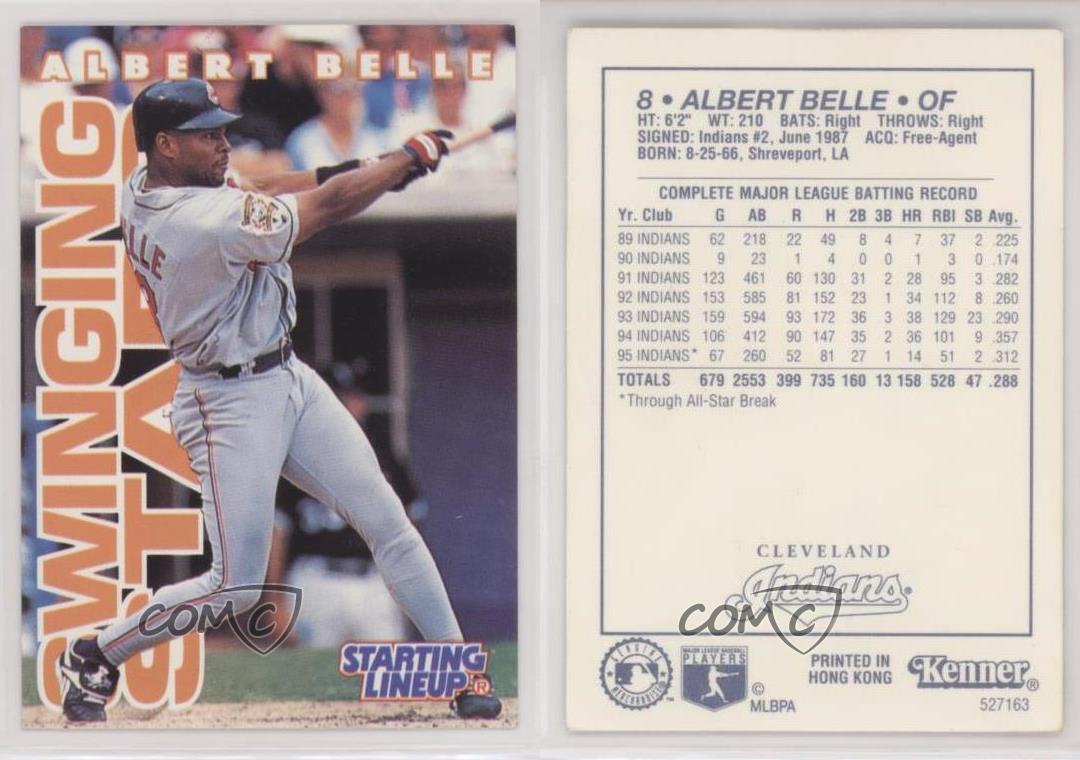 ALBERT BELLE
SWINGING
STARS
LLE
STARTING
LINEUP®
COMC
8 • ALBERT BELLE • OF
HT: 6'2" WT: 210 BATS: Right THROWS: Right
SIGNED: Indians #2, June 1987 ACQ: Free-Agent
BORN: 8-25-66, Shreveport, LA
COMPLETE MAJOR LEAGUE BATTING RECORD
Yr. Club G AB R H 2B 3B HR RBI SB Avg.
89 INDIANS 62 218 22 49 8 4 7 37 2 .225
90 INDIANS 9 23 1 4 0 0 1 3 0 .174
91 INDIANS 123 461 60 130 31 2 28 95 3 .282
92 INDIANS 153 585 81 152 23 1 34 112 8 .260
93 INDIANS 159 594 93 172 36 3 38 129 23 .290
94 INDIANS 106 412 90 147 35 2 36 101 9 .357
95 INDIANS* 67 260 52 81 27 1 14 51 2 .312
TOTALS 679 2553 399 735 160 13 158 528 47 .288
*Through All-Star Break
CLEVELAND
Indians®
COMC
GENUINE
MERCHANDISE
™
MAJOR LEAGUE BASEBALL
PLAYERS
©
MLBPA
PRINTED IN
HONG KONG
Kenner®
527163